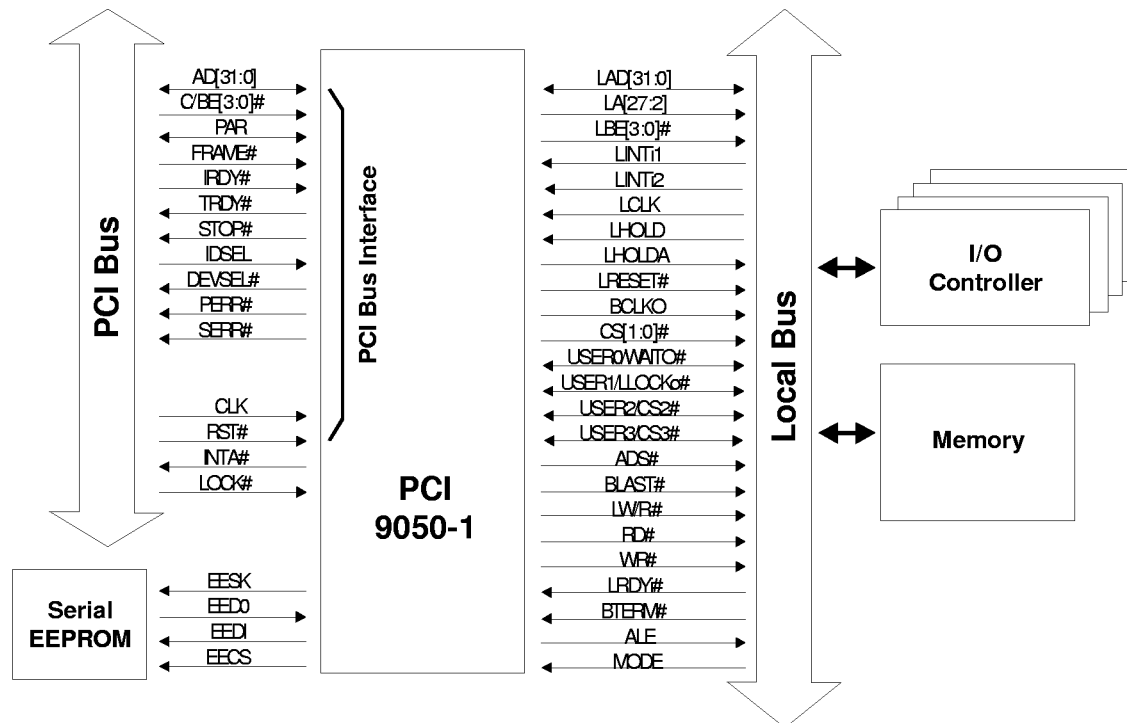 PCI Bus
AD[31:0]
C/BE[3:0]#
PAR
FRAME#
IRDY#
TRDY#
STOP#
IDSEL
DEVSEL#
PERR#
SERR#
CLK
RST#
INTA#
LOCK#
Serial
EEPROM
EESK
EED0
EEDI
EECS
PCI Bus Interface
PCI
9050-1
LAD[31:0]
LA[27:2]
LBE[3:0]#
LINTi1
LINTi2
LCLK
LHOLD
LHOLDA
LRESET#
BCLKO
CS[1:0]#
USER0/WAITO#
USER1/LLOCKo#
USER2/CS2#
USER3/CS3#
ADS#
BLAST#
LW/R#
RD#
WR#
LRDYi#
BTERM#
ALE
MODE
Local Bus
I/O
Controller
Memory